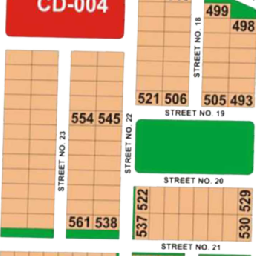 CD-004
499
498
STREET NO. 18
521 506 505 493
STREET NO. 19
554 545
STREET NO. 22
STREET NO. 23
STREET NO. 20
522
529
537
530
561 538
STREET NO. 21